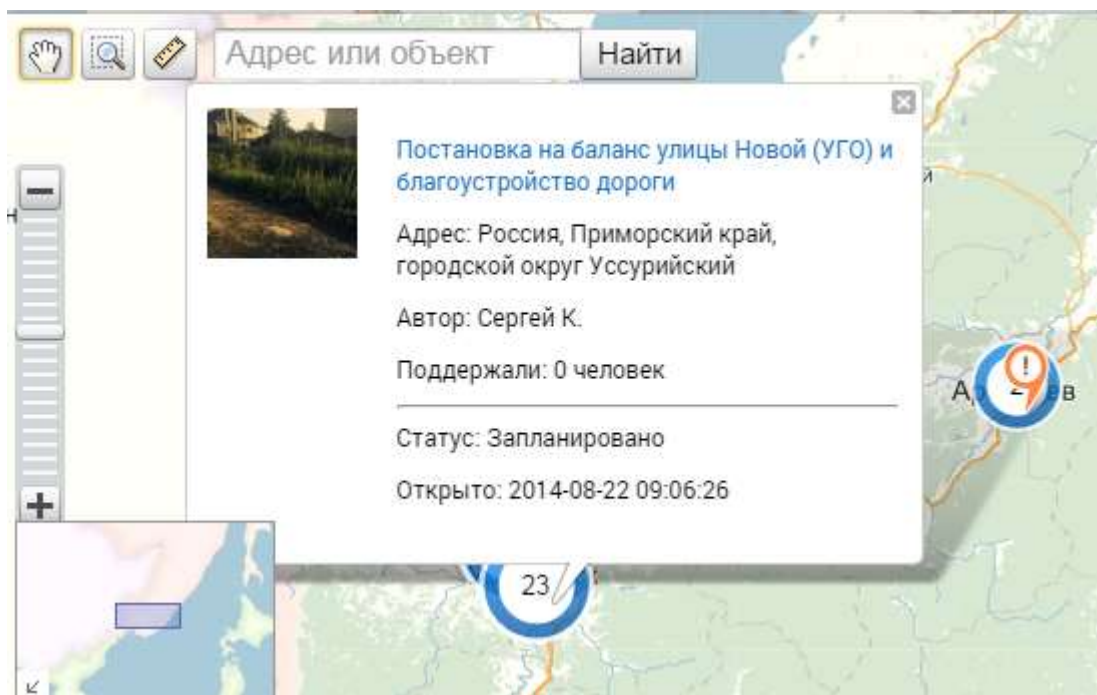 Адрес или объект
Найти
Постановка на баланс улицы Новой (УГО) и
благоустройство дороги
Адрес: Россия, Приморский край,
городской округ Уссурийский
Автор: Сергей К.
Поддержали: 0 человек
Статус: Запланировано
Открыто: 2014-08-22 09:06:26
23